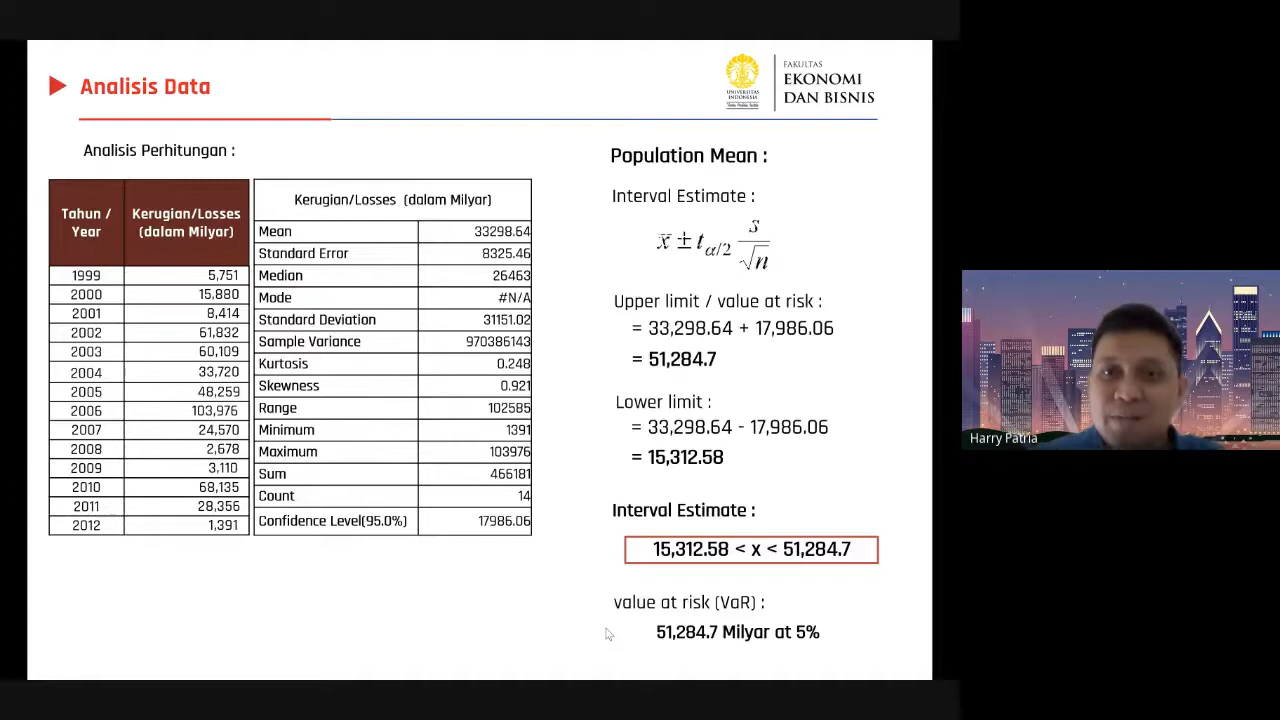 Analisis Data
UNIVERSITAS
INDONESIA
FAKULTAS
EKONOMI
DAN BISNIS
Analisis Perhitungan :
Tahun / Year | Kerugian/Losses (dalam Milyar)
1999 | 5,751
2000 | 15,880
2001 | 8,414
2002 | 61,832
2003 | 60,109
2004 | 33,720
2005 | 48,259
2006 | 103,976
2007 | 24,570
2008 | 2,678
2009 | 3,110
2010 | 68,135
2011 | 28,356
2012 | 1,391
Kerugian/Losses (dalam Milyar)
Mean | 33298.64
Standard Error | 8325.46
Median | 26463
Mode | #N/A
Standard Deviation | 31151.02
Sample Variance | 970386143
Kurtosis | 0.248
Skewness | 0.921
Range | 102585
Minimum | 1391
Maximum | 103976
Sum | 466181
Count | 14
Confidence Level(95.0%) | 17986.06
Population Mean :
Interval Estimate :
x̅ ± t α/2 s/√n
Upper limit / value at risk :
= 33,298.64 + 17,986.06
= 51,284.7
Lower limit :
= 33,298.64 - 17,986.06
= 15,312.58
Interval Estimate :
15,312.58 < x < 51,284.7
value at risk (VaR) :
51,284.7 Milyar at 5%
Harry Patria